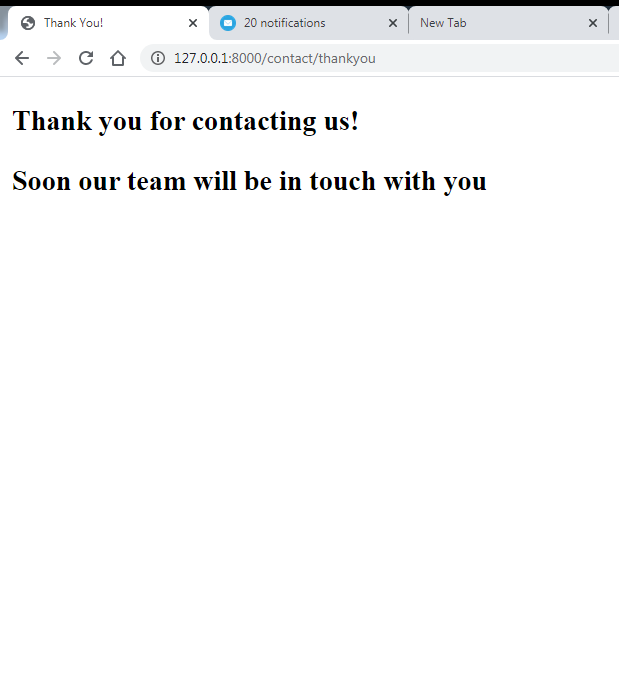 Thank You!
20 notifications
New Tab
127.0.0.1:8000/contact/thankyou
Thank you for contacting us!
Soon our team will be in touch with you